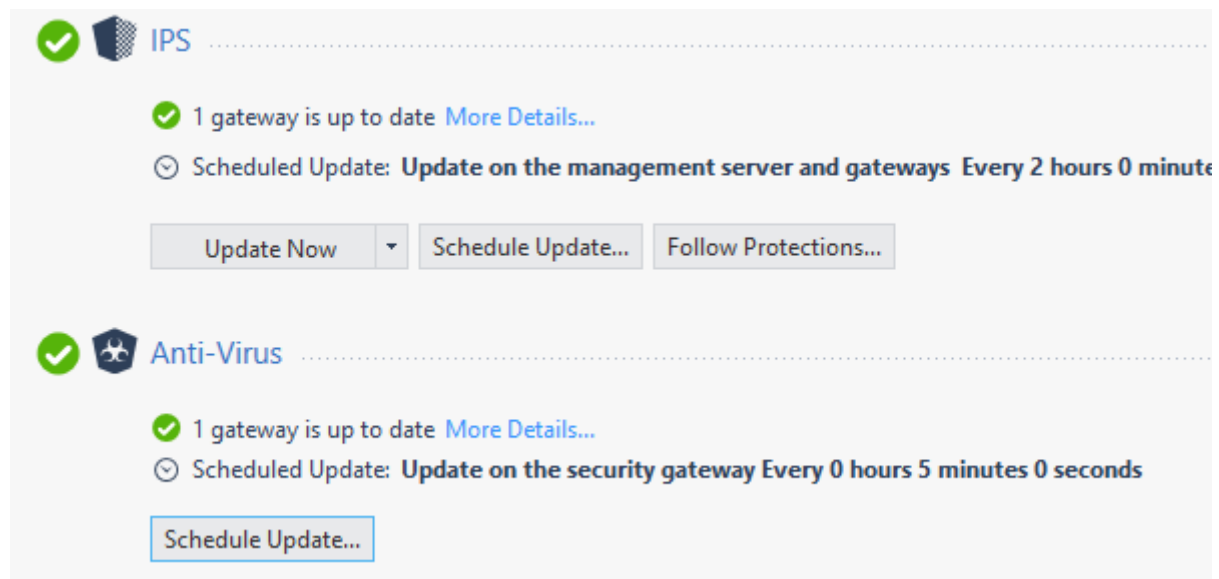 IPS
1 gateway is up to date More Details...
Scheduled Update: Update on the management server and gateways Every 2 hours 0 minute
Update Now Schedule Update... Follow Protections...
Anti-Virus
1 gateway is up to date More Details...
Scheduled Update: Update on the security gateway Every 0 hours 5 minutes 0 seconds
Schedule Update...